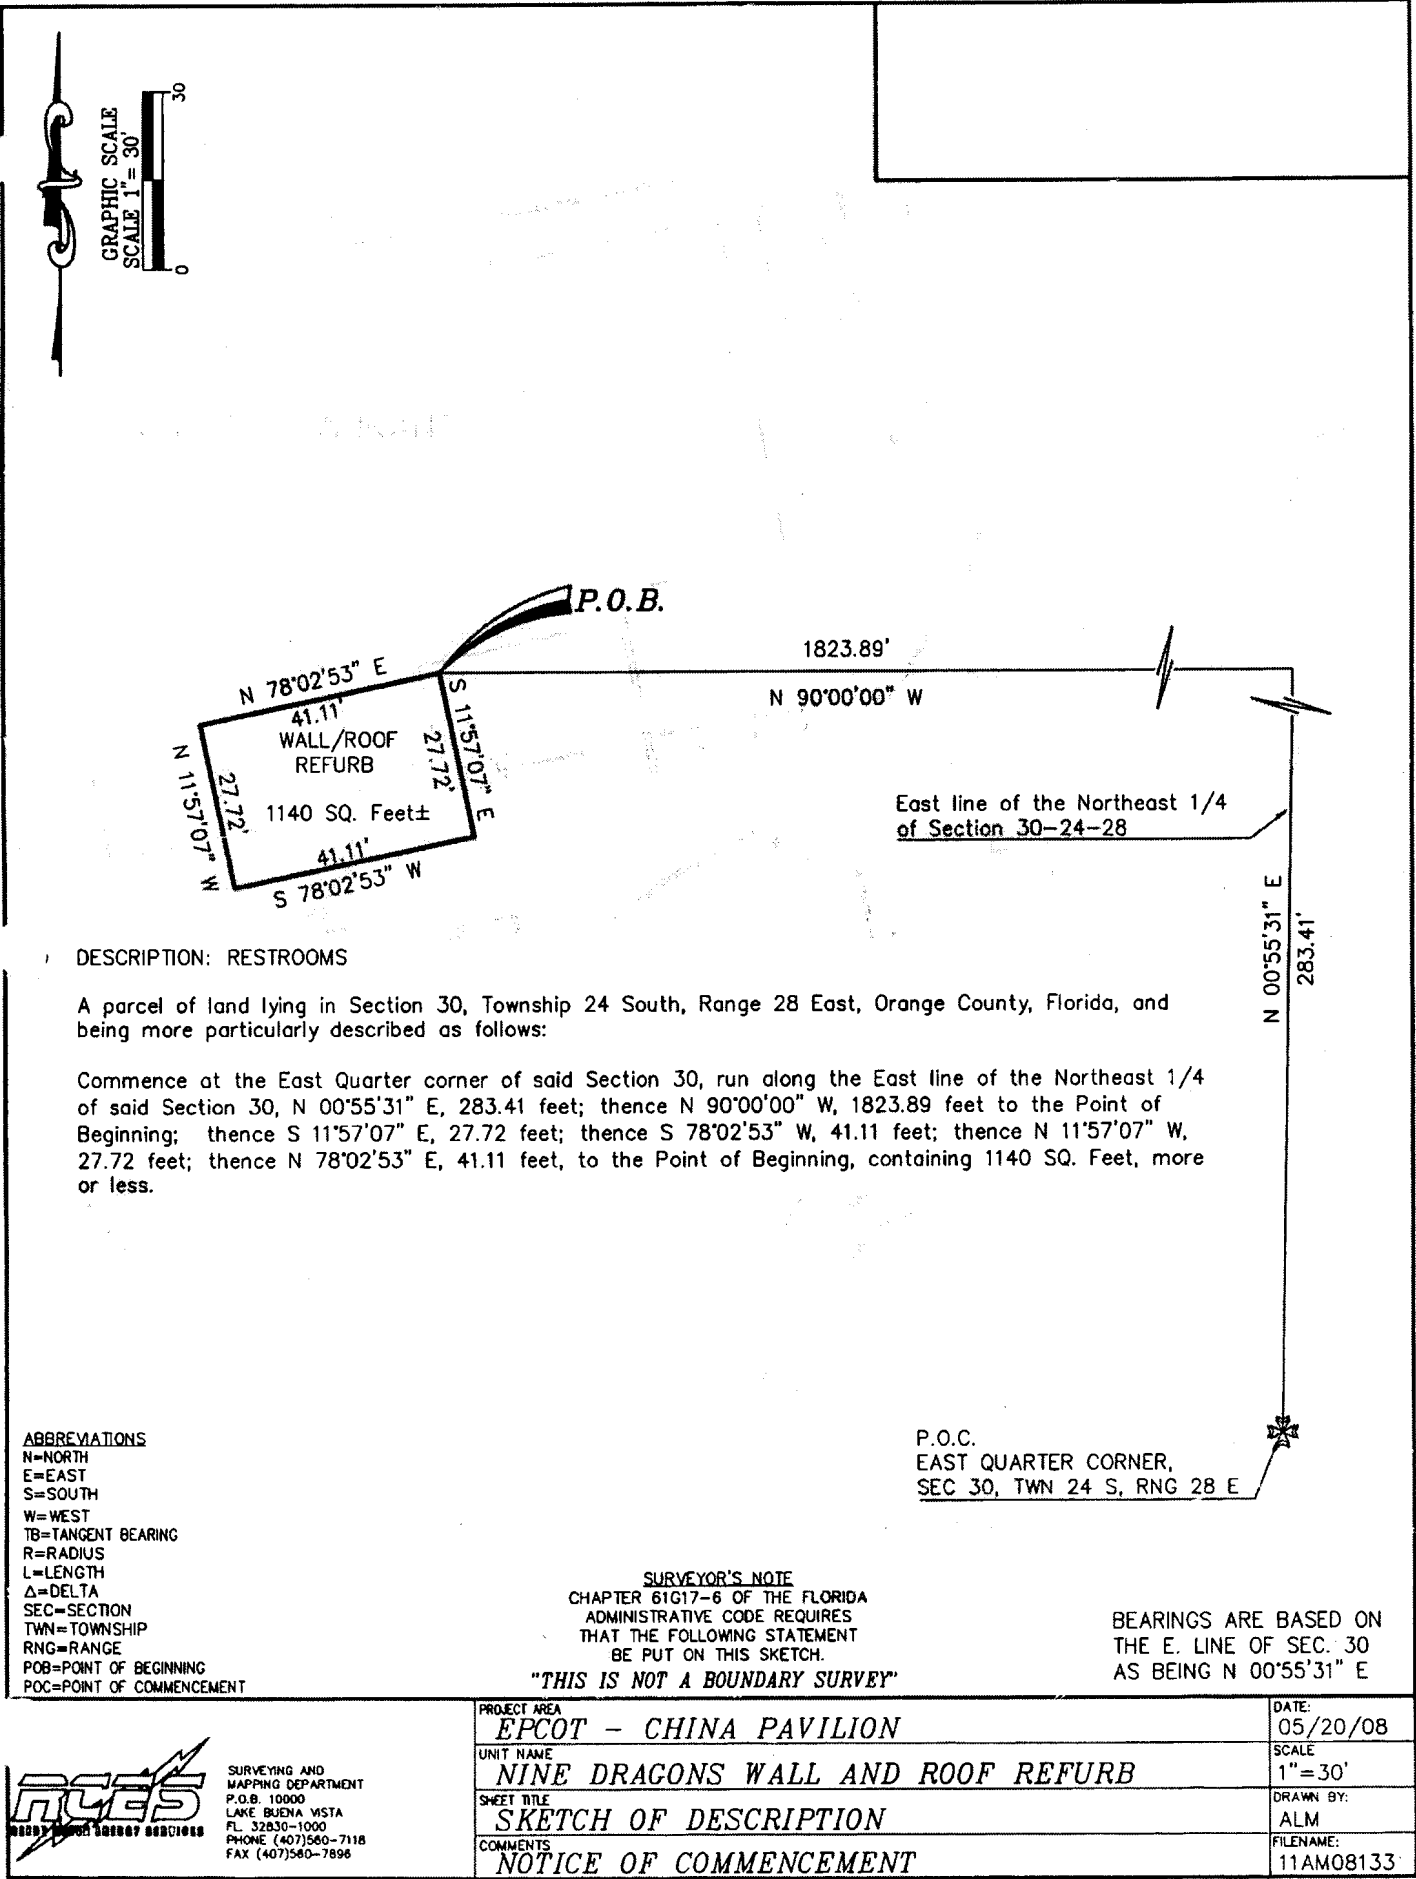 GRAPHIC SCALE
SCALE 1"= 30'
0
30
P.O.B.
1823.89'
N 90°00'00" W
N 78°02'53" E
41.11'
WALL/ROOF
REFURB
1140 SQ. Feet±
S 11°57'07" E
27.72'
N 11°57'07" W
27.72'
41.11'
S 78°02'53" W
East line of the Northeast 1/4
of Section 30-24-28
N 00°55'31" E
283.41'
DESCRIPTION: RESTROOMS
A parcel of land lying in Section 30, Township 24 South, Range 28 East, Orange County, Florida, and
being more particularly described as follows:
Commence at the East Quarter corner of said Section 30, run along the East line of the Northeast 1/4
of said Section 30, N 00°55'31" E, 283.41 feet; thence N 90°00'00" W, 1823.89 feet to the Point of
Beginning; thence S 11°57'07" E, 27.72 feet; thence S 78°02'53" W, 41.11 feet; thence N 11°57'07" W,
27.72 feet; thence N 78°02'53" E, 41.11 feet, to the Point of Beginning, containing 1140 SQ. Feet, more
or less.
P.O.C.
EAST QUARTER CORNER,
SEC 30, TWN 24 S, RNG 28 E
ABBREVIATIONS
N=NORTH
E=EAST
S=SOUTH
W=WEST
TB=TANGENT BEARING
R=RADIUS
L=LENGTH
Δ=DELTA
SEC=SECTION
TWN=TOWNSHIP
RNG=RANGE
POB=POINT OF BEGINNING
POC=POINT OF COMMENCEMENT
SURVEYOR'S NOTE
CHAPTER 61G17-6 OF THE FLORIDA
ADMINISTRATIVE CODE REQUIRES
THAT THE FOLLOWING STATEMENT
BE PUT ON THIS SKETCH.
"THIS IS NOT A BOUNDARY SURVEY"
BEARINGS ARE BASED ON
THE E. LINE OF SEC. 30
AS BEING N 00°55'31" E
RCES
ENERGY SERVICES
SURVEYING AND
MAPPING DEPARTMENT
P.O.B. 10000
LAKE BUENA VISTA
FL 32830-1000
PHONE (407)560-7118
FAX (407)560-7896
PROJECT AREA
EPCOT - CHINA PAVILION
UNIT NAME
NINE DRAGONS WALL AND ROOF REFURB
SHEET TITLE
SKETCH OF DESCRIPTION
COMMENTS
NOTICE OF COMMENCEMENT
DATE:
05/20/08
SCALE
1"=30'
DRAWN BY:
ALM
FILENAME:
11AM08133